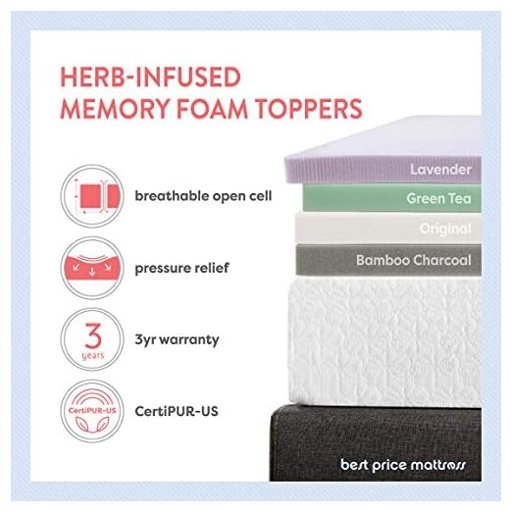 HERB-INFUSED
MEMORY FOAM TOPPERS
breathable open cell
pressure relief
3
years
3yr warranty
CertiPUR-US
CertiPUR-US
Lavender
Green Tea
Original
Bamboo Charcoal
best price mattress